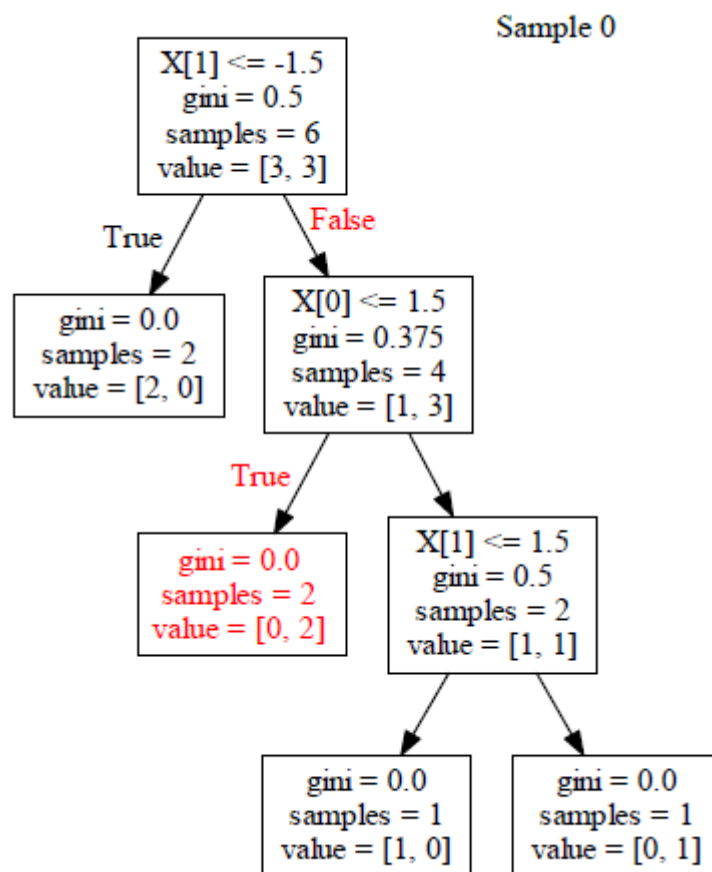 Sample 0
X[1] <= -1.5
gini = 0.5
samples = 6
value = [3, 3]
True
False
gini = 0.0
samples = 2
value = [2, 0]
X[0] <= 1.5
gini = 0.375
samples = 4
value = [1, 3]
True
gini = 0.0
samples = 2
value = [0, 2]
X[1] <= 1.5
gini = 0.5
samples = 2
value = [1, 1]
gini = 0.0
samples = 1
value = [1, 0]
gini = 0.0
samples = 1
value = [0, 1]